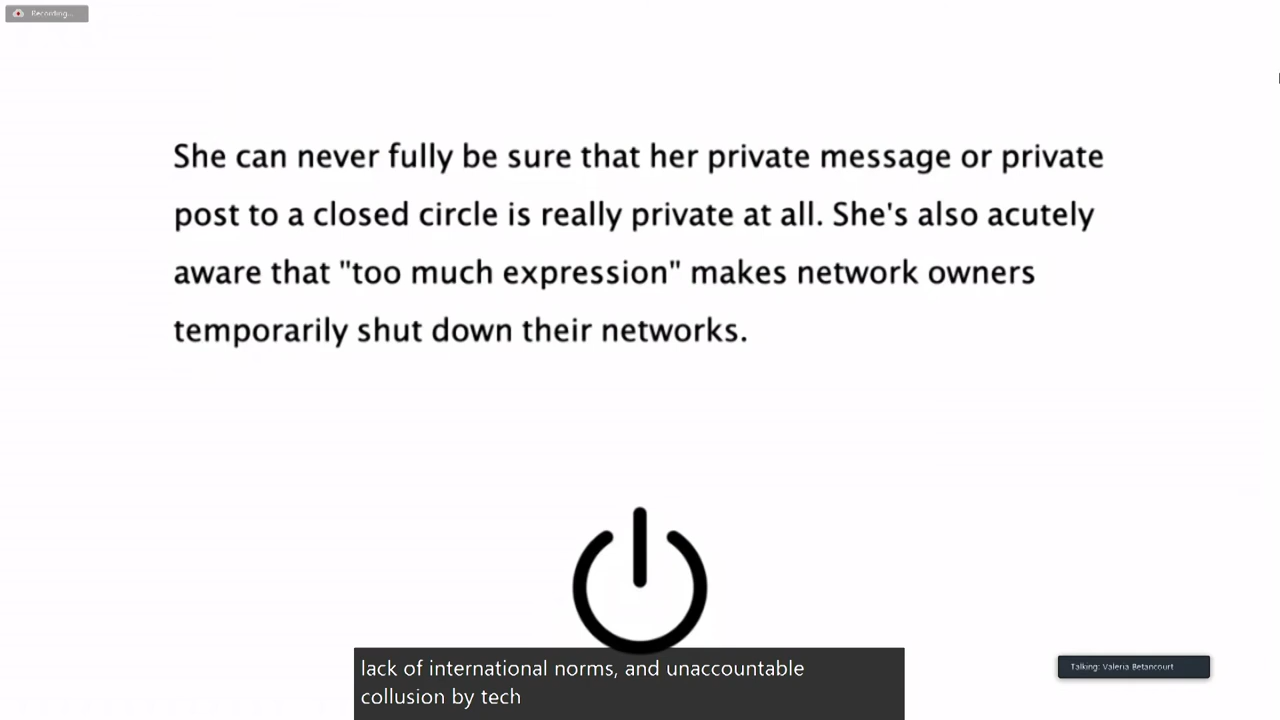 Recording...
She can never fully be sure that her private message or private
post to a closed circle is really private at all. She's also acutely
aware that "too much expression" makes network owners
temporarily shut down their networks.
lack of international norms, and unaccountable
collusion by tech
Talking: Valeria Betancourt